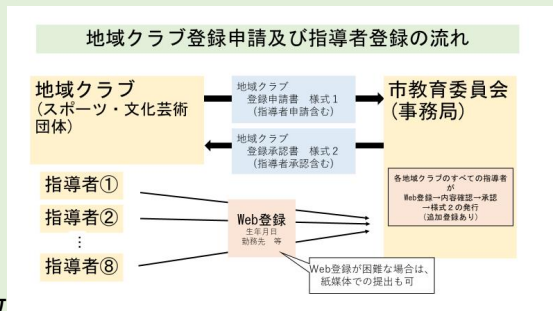 地域クラブ登録申請及び指導者登録の流れ
地域クラブ
(スポーツ・文化芸術
団体)
地域クラブ
登録申請書　様式１
(指導者申請含む)
地域クラブ
登録承認書　様式２
(指導者承認含む)
市教育委員会
(事務局)
各地域クラブのすべての指導者
が
Web登録→内容確認→承認
→様式２の発行
(追加登録あり)
指導者①
指導者②
⋮
指導者⑧
Web登録
生年月日
勤務先　等
Web登録が困難な場合は、
紙媒体での提出も可